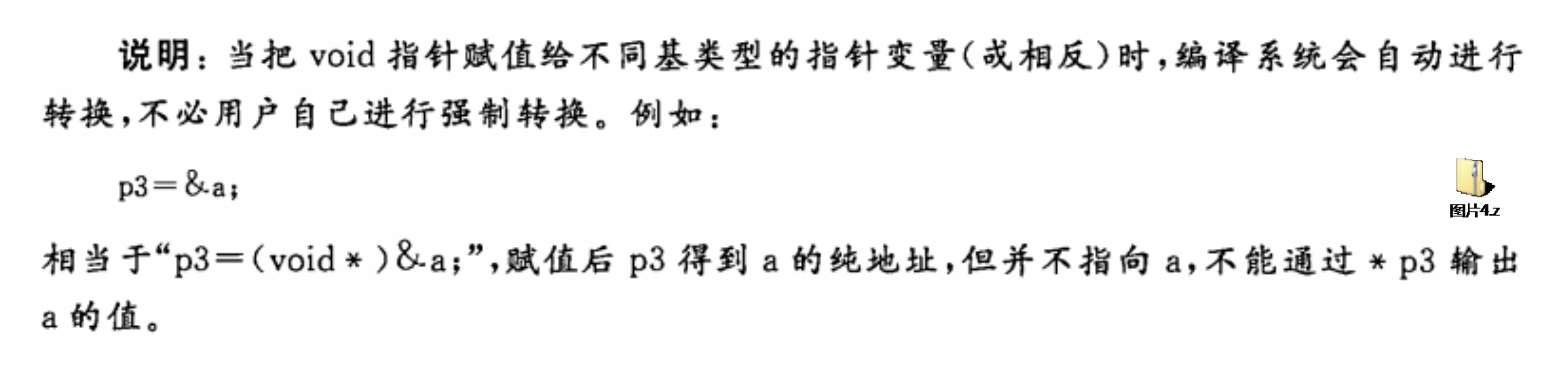 说明：当把 void 指针赋值给不同基类型的指针变量(或相反)时,编译系统会自动进行
转换,不必用户自己进行强制转换。例如：
p3=&a;
图片4.z
相当于“p3=(void *)&a;”,赋值后 p3 得到 a 的纯地址,但并不指向 a,不能通过 * p3 输出
a 的值。